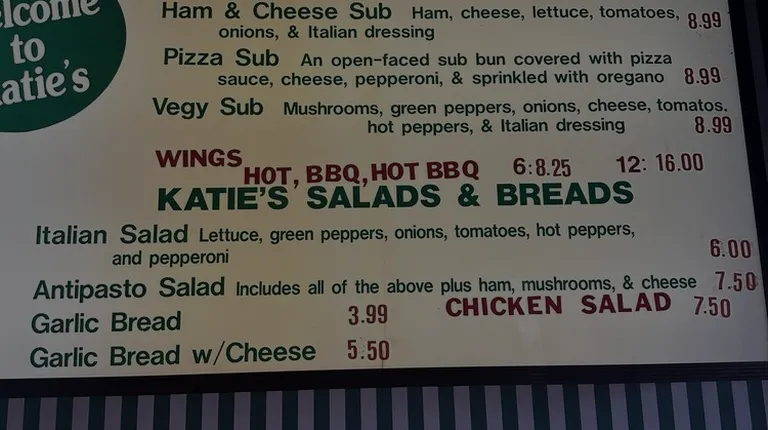 elcome
to
atie's
Ham & Cheese Sub Ham, cheese, lettuce, tomatoes, 8.99
onions, & Italian dressing
Pizza Sub An open-faced sub bun covered with pizza
sauce, cheese, pepperoni, & sprinkled with oregano 8.99
Vegy Sub Mushrooms, green peppers, onions, cheese, tomatos.
hot peppers, & Italian dressing 8.99
WINGS HOT, BBQ, HOT BBQ 6:8.25 12: 16.00
KATIE'S SALADS & BREADS
Italian Salad Lettuce, green peppers, onions, tomatoes, hot peppers,
and pepperoni 6.00
Antipasto Salad Includes all of the above plus ham, mushrooms, & cheese 7.50
Garlic Bread 3.99 CHICKEN SALAD 7.50
Garlic Bread w/Cheese 5.50